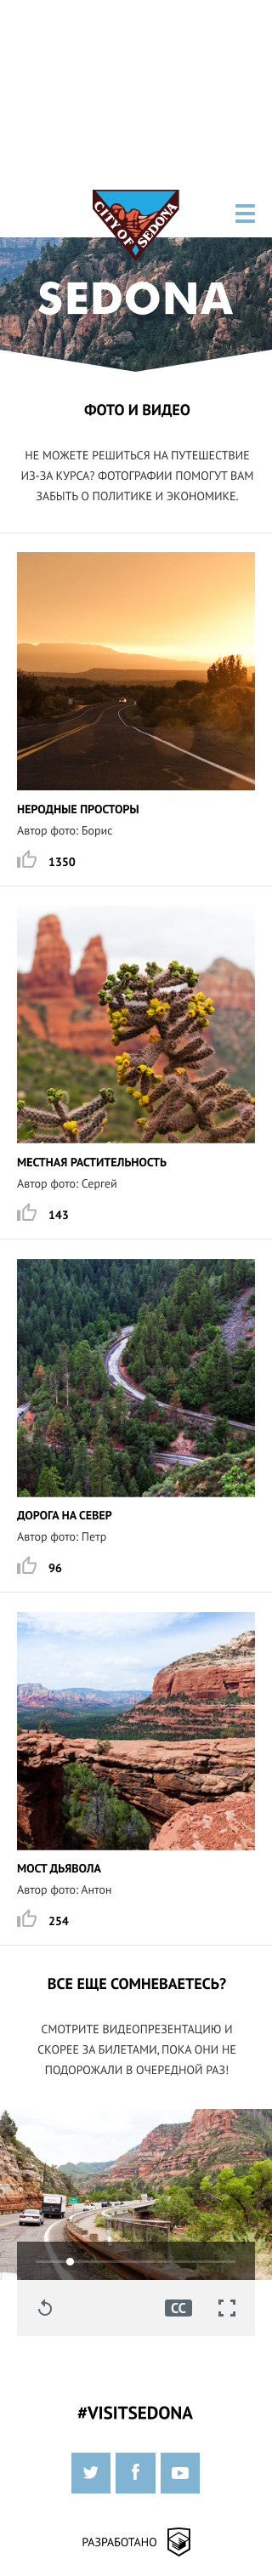 CITY OF SEDONA
SEDONA
ФОТО И ВИДЕО
НЕ МОЖЕТЕ РЕШИТЬСЯ НА ПУТЕШЕСТВИЕ
ИЗ-ЗА КУРСА? ФОТОГРАФИИ ПОМОГУТ ВАМ
ЗАБЫТЬ О ПОЛИТИКЕ И ЭКОНОМИКЕ.
НЕРОДНЫЕ ПРОСТОРЫ
Автор фото: Борис
1350
МЕСТНАЯ РАСТИТЕЛЬНОСТЬ
Автор фото: Сергей
143
ДОРОГА НА СЕВЕР
Автор фото: Петр
96
МОСТ ДЬЯВОЛА
Автор фото: Антон
254
ВСЕ ЕЩЕ СОМНЕВАЕТЕСЬ?
СМОТРИТЕ ВИДЕОПРЕЗЕНТАЦИЮ И
СКОРЕЕ ЗА БИЛЕТАМИ, ПОКА ОНИ НЕ
ПОДОРОЖАЛИ В ОЧЕРЕДНОЙ РАЗ!
CC
#VISITSEDONA
РАЗРАБОТАНО